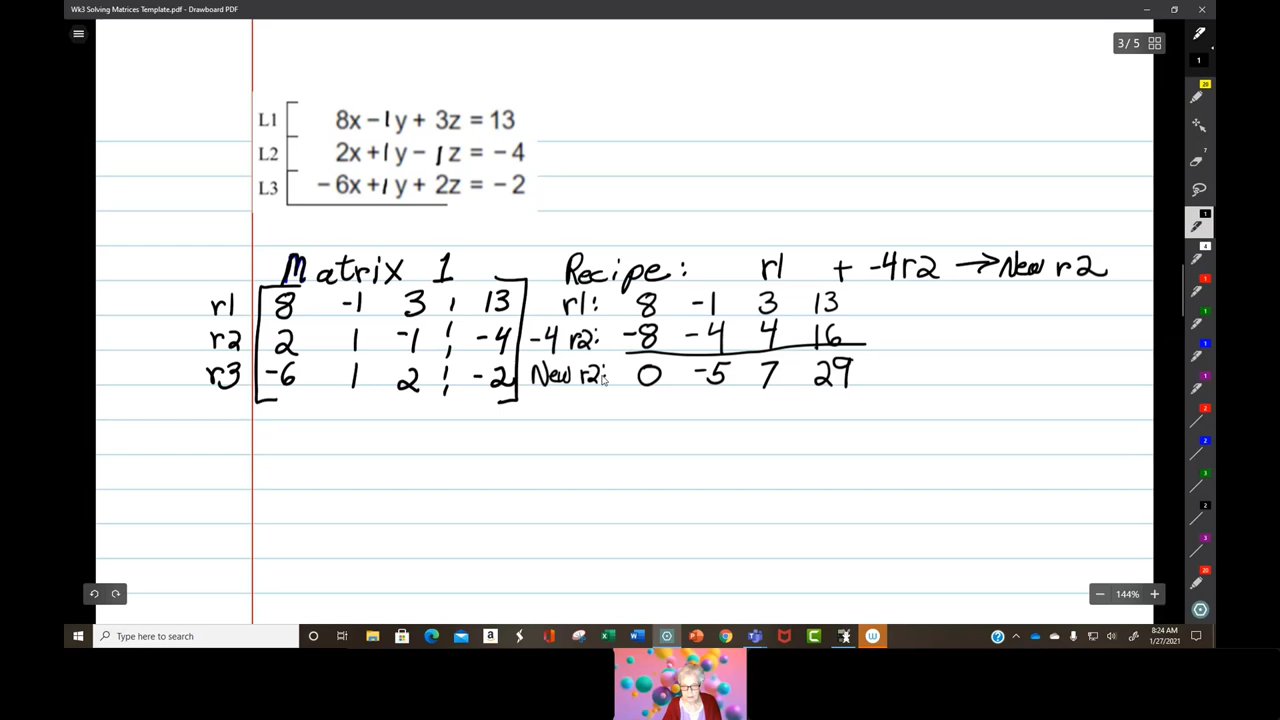 Wk3 Solving Matrices Template.pdf - Drawboard PDF
3 / 5
L1 8x - 1y + 3z = 13
L2 2x + 1y - 1z = - 4
L3 - 6x + 1y + 2z = - 2
Matrix 1 Recipe: r1 + -4r2 → New r2
r1 8 -1 3 ¦ 13 r1: 8 -1 3 13
r2 2 1 -1 ¦ -4 -4 r2: -8 -4 4 16
r3 -6 1 2 ¦ -2 New r2: 0 -5 7 29
144%
Type here to search
8:24 AM
1/27/2021